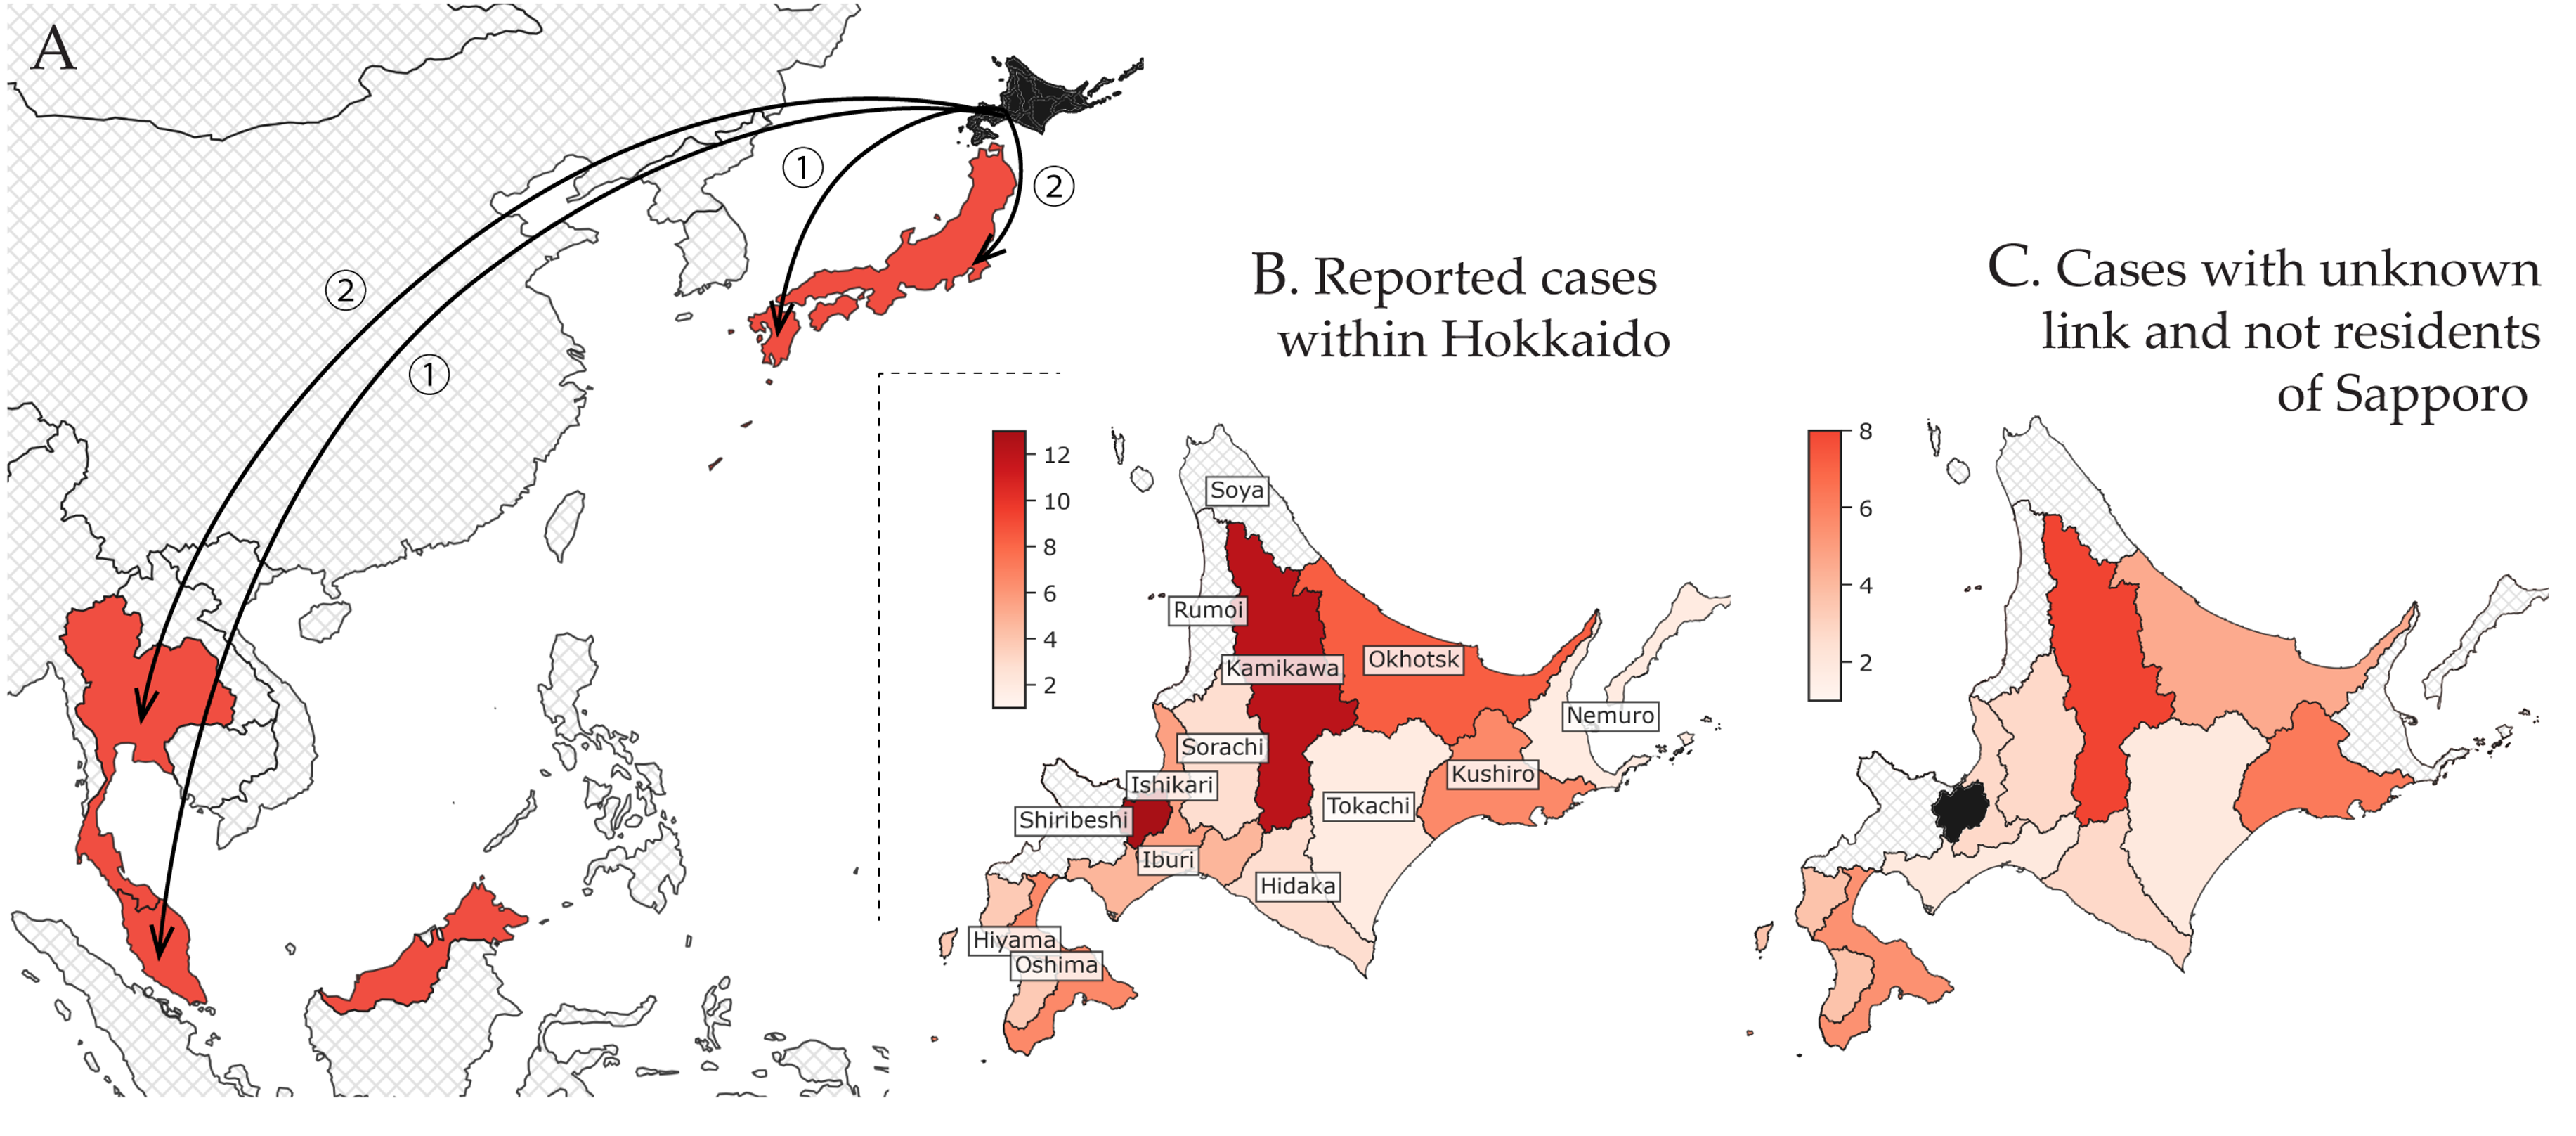 A
①
②
②
①
B. Reported cases
within Hokkaido
C. Cases with unknown
link and not residents
of Sapporo
12
10
8
6
4
2
Soya
Rumoi
Kamikawa
Okhotsk
Nemuro
Sorachi
Kushiro
Ishikari
Tokachi
Shiribeshi
Iburi
Hidaka
Hiyama
Oshima
8
6
4
2